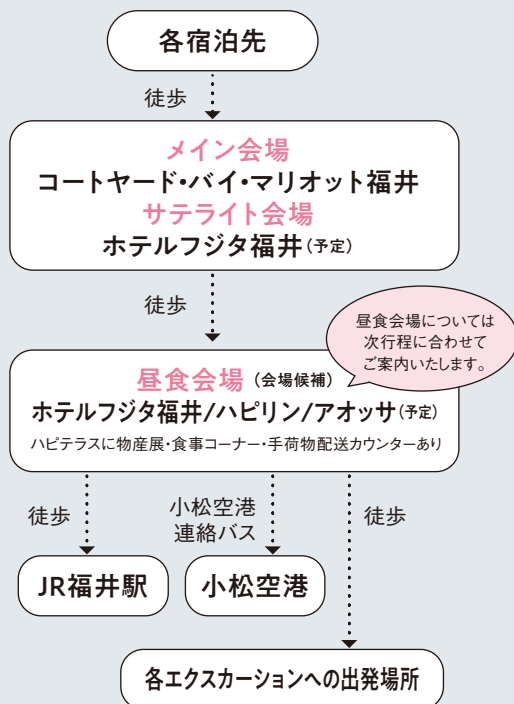 各宿泊先
徒歩
メイン会場
コートヤード・バイ・マリオット福井
サテライト会場
ホテルフジタ福井(予定)
徒歩
昼食会場については
次行程に合わせて
ご案内いたします。
昼食会場(会場候補)
ホテルフジタ福井/ハピリン/アオッサ(予定)
ハピテラスに物産展・食事コーナー・手荷物配送カウンターあり
徒歩
小松空港
連絡バス
徒歩
JR福井駅
小松空港
各エクスカーションへの出発場所